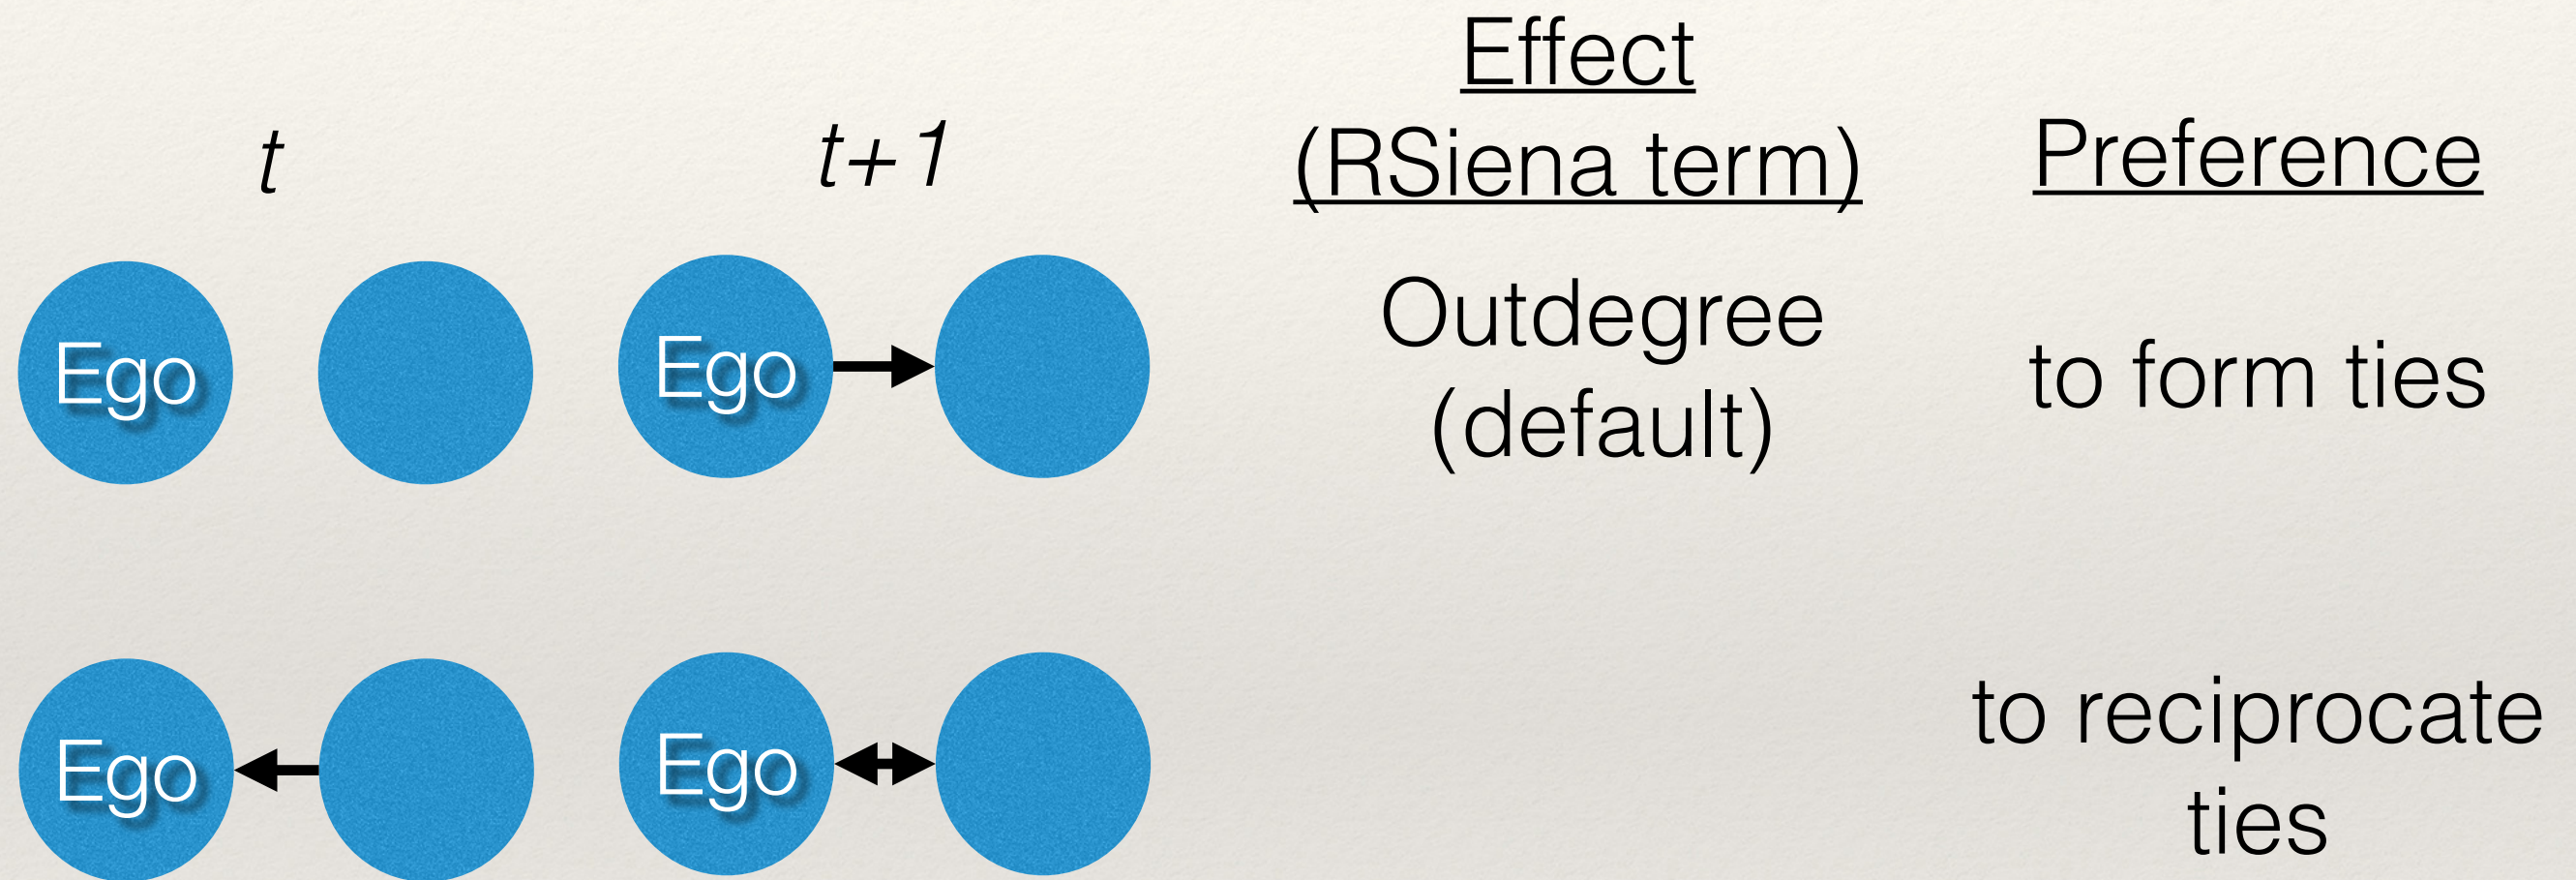 t
t+1
Effect
(RSiena term)
Preference
Ego
Ego
Outdegree
(default)
to form ties
Ego
Ego
to reciprocate
ties